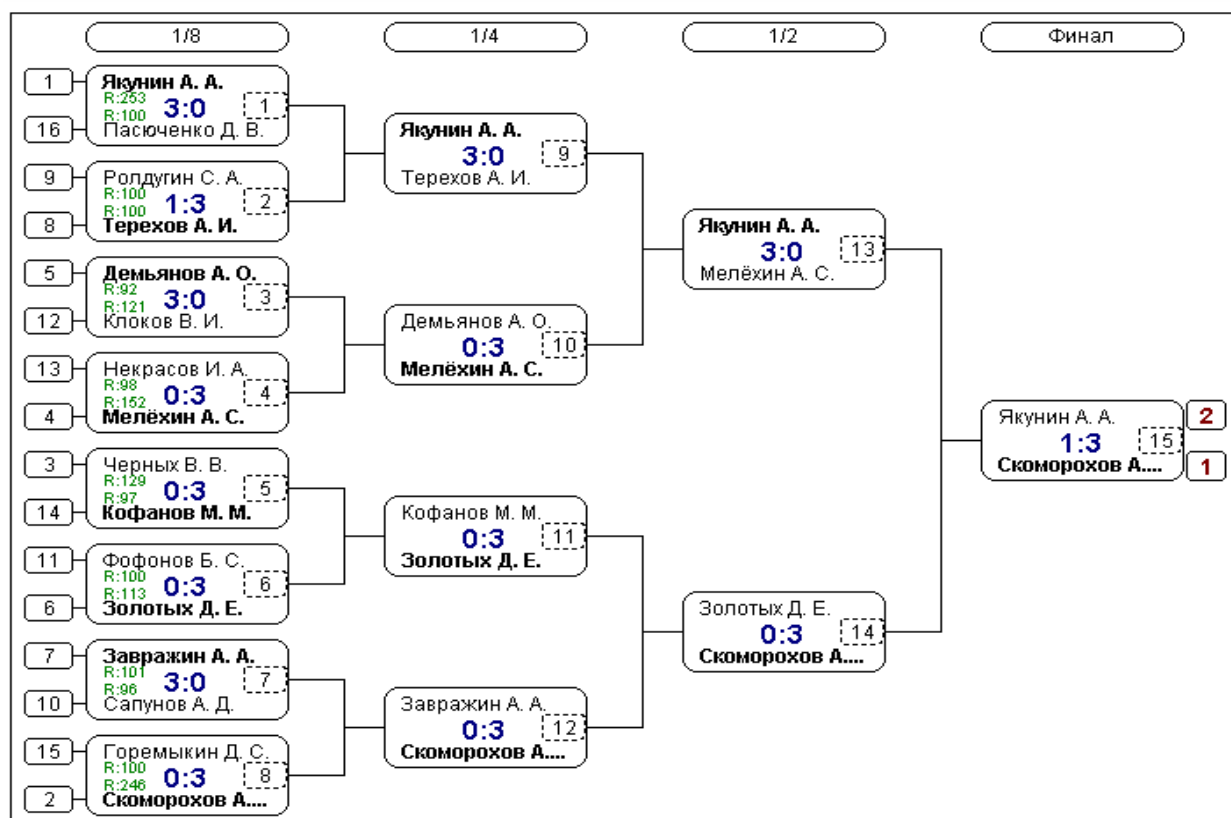 1/8 1/4 1/2 Финал
1 Якунин А. А.
R:253 3:0 1
R:100
16 Пасюченко Д. В.
9 Ролдугин С. А.
R:100 1:3 2
R:100
8 Терехов А. И.
5 Демьянов А. О.
R:92 3:0 3
R:121
12 Клоков В. И.
13 Некрасов И. А.
R:98 0:3 4
R:152
4 Мелёхин А. С.
3 Черных В. В.
R:129 0:3 5
R:97
14 Кофанов М. М.
11 Фофонов Б. С.
R:100 0:3 6
R:113
6 Золотых Д. Е.
7 Завражин А. А.
R:101 3:0 7
R:96
10 Сапунов А. Д.
15 Горемыкин Д. С.
R:100 0:3 8
R:246
2 Скоморохов А....
Якунин А. А.
3:0 9
Терехов А. И.
Демьянов А. О.
0:3 10
Мелёхин А. С.
Кофанов М. М.
0:3 11
Золотых Д. Е.
Завражин А. А.
0:3 12
Скоморохов А....
Якунин А. А.
3:0 13
Мелёхин А. С.
Золотых Д. Е.
0:3 14
Скоморохов А....
Якунин А. А. 2
1:3 15
Скоморохов А.... 1